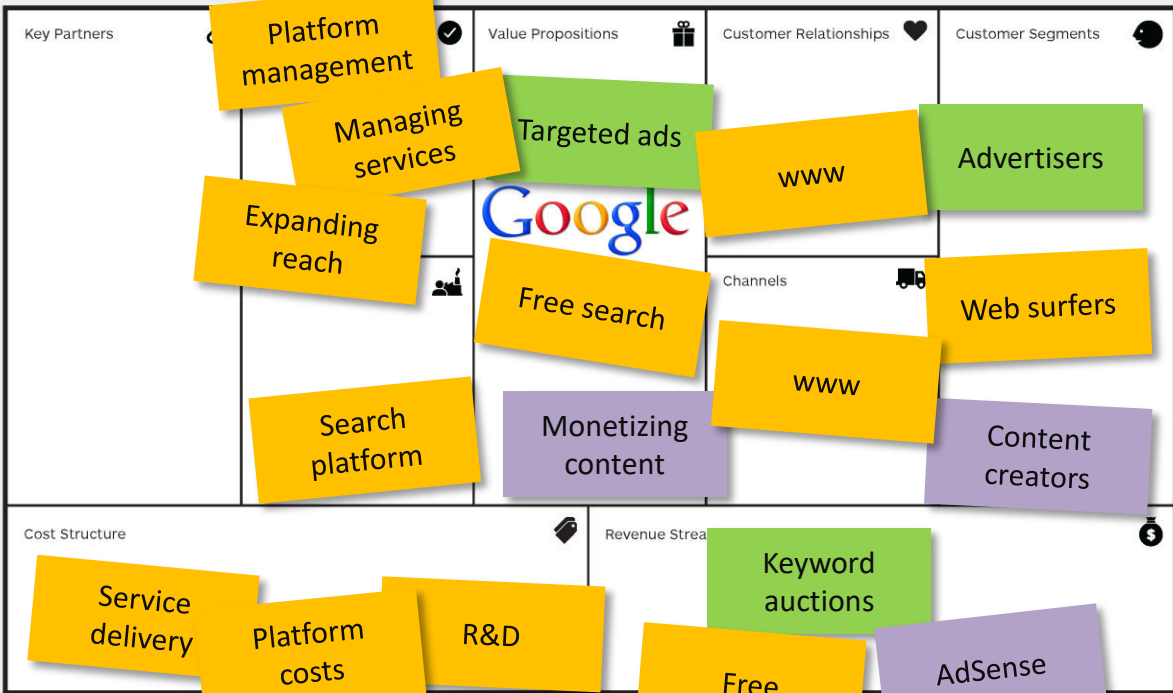 Key Partners
Platform
management
Value Propositions
Customer Relationships
Customer Segments
Managing
services
Targeted ads
www
Advertisers
Expanding
reach
Google
Free search
Channels
Web surfers
www
Search
platform
Monetizing
content
Content
creators
Cost Structure
Service
delivery
Platform
costs
R&D
Revenue Strea
Keyword
auctions
Free
AdSense